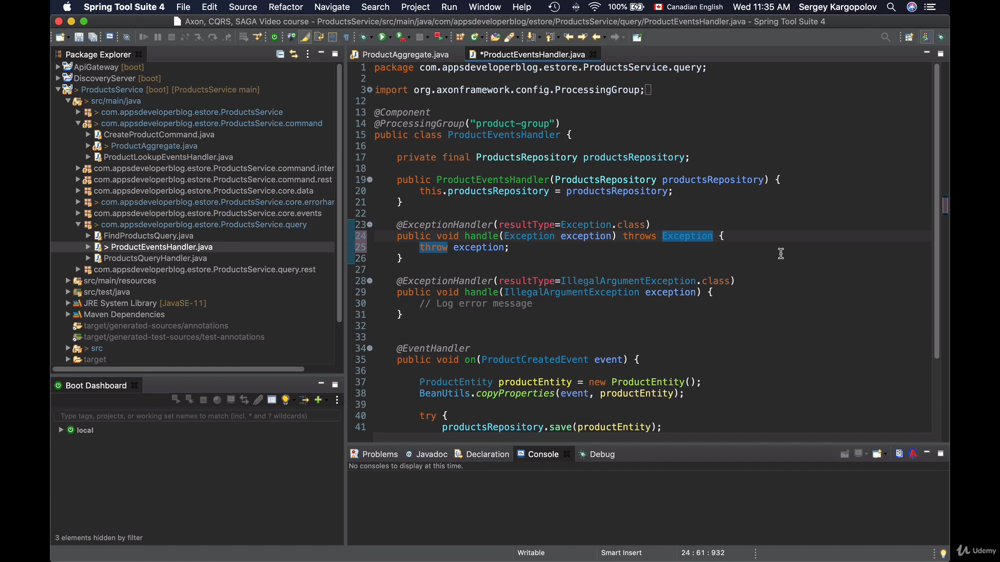 Spring Tool Suite 4 File Edit Source Refactor Navigate Search Project Run Window Help 100% Canadian English Wed 11:35 AM Sergey Kargopolov
Axon, CQRS, SAGA Video course - ProductsService/src/main/java/com/appsdeveloperblog/estore/ProductsService/query/ProductEventsHandler.java - Spring Tool Suite 4
Package Explorer
ApiGateway [boot]
DiscoveryServer [boot]
> ProductsService [boot] [ProductsService main]
> src/main/java
> com.appsdeveloperblog.estore.ProductsService
> com.appsdeveloperblog.estore.ProductsService.command
CreateProductCommand.java
> ProductAggregate.java
ProductLookupEventsHandler.java
com.appsdeveloperblog.estore.ProductsService.command.inter
com.appsdeveloperblog.estore.ProductsService.command.rest
com.appsdeveloperblog.estore.ProductsService.core.data
> com.appsdeveloperblog.estore.ProductsService.core.errorhar
com.appsdeveloperblog.estore.ProductsService.core.events
> com.appsdeveloperblog.estore.ProductsService.query
FindProductsQuery.java
> ProductEventsHandler.java
ProductsQueryHandler.java
com.appsdeveloperblog.estore.ProductsService.query.rest
src/main/resources
src/test/java
JRE System Library [JavaSE-11]
Maven Dependencies
target/generated-sources/annotations
target/generated-test-sources/test-annotations
> src
target
Boot Dashboard
Type tags, projects, or working set names to match (incl. * and ? wildcards)
local
3 elements hidden by filter
ProductAggregate.java *ProductEventsHandler.java
1 package com.appsdeveloperblog.estore.ProductsService.query;
2
3 import org.axonframework.config.ProcessingGroup;
12
13 @Component
14 @ProcessingGroup("product-group")
15 public class ProductEventsHandler {
16
17 private final ProductsRepository productsRepository;
18
19 public ProductEventsHandler(ProductsRepository productsRepository) {
20 this.productsRepository = productsRepository;
21 }
22
23 @ExceptionHandler(resultType=Exception.class)
24 public void handle(Exception exception) throws Exception {
25 throw exception;
26 }
27
28 @ExceptionHandler(resultType=IllegalArgumentException.class)
29 public void handle(IllegalArgumentException exception) {
30 // Log error message
31 }
32
33
34 @EventHandler
35 public void on(ProductCreatedEvent event) {
36
37 ProductEntity productEntity = new ProductEntity();
38 BeanUtils.copyProperties(event, productEntity);
39
40 try {
41 productsRepository.save(productEntity);
Problems @ Javadoc Declaration Console Debug
No consoles to display at this time.
Writable Smart Insert 24 : 61 : 932
Udemy